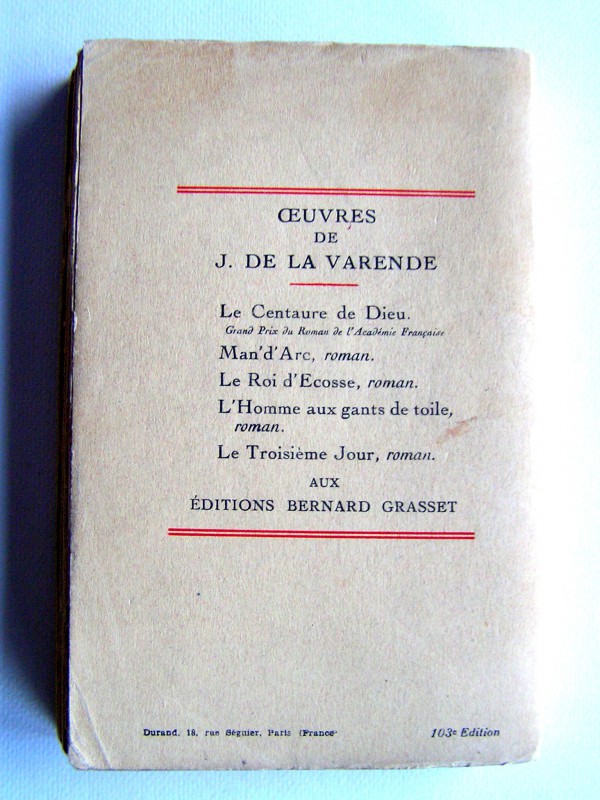 ŒUVRES
DE
J. DE LA VARENDE
Le Centaure de Dieu.
Grand Prix du Roman de l'Académie Française
Man'd'Arc, roman.
Le Roi d'Ecosse, roman.
L'Homme aux gants de toile,
roman.
Le Troisième Jour, roman.
AUX
ÉDITIONS BERNARD GRASSET
Durand, 18, rue Séguier, Paris (France)
103e Edition